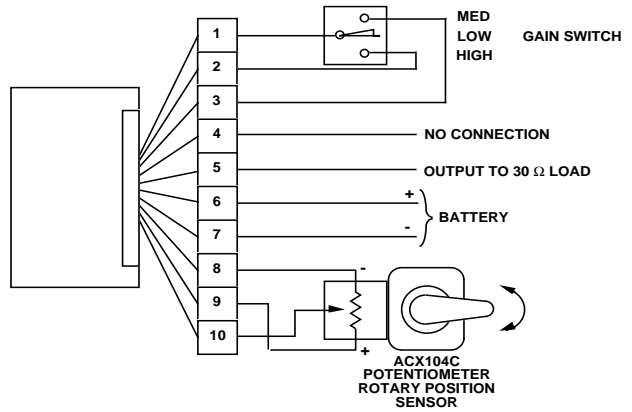 1
2
3
4
5
6
7
8
9
10
MED
LOW
HIGH
GAIN SWITCH
NO CONNECTION
OUTPUT TO 30 Ω LOAD
+
-
BATTERY
-
+
ACX104C
POTENTIOMETER
ROTARY POSITION
SENSOR